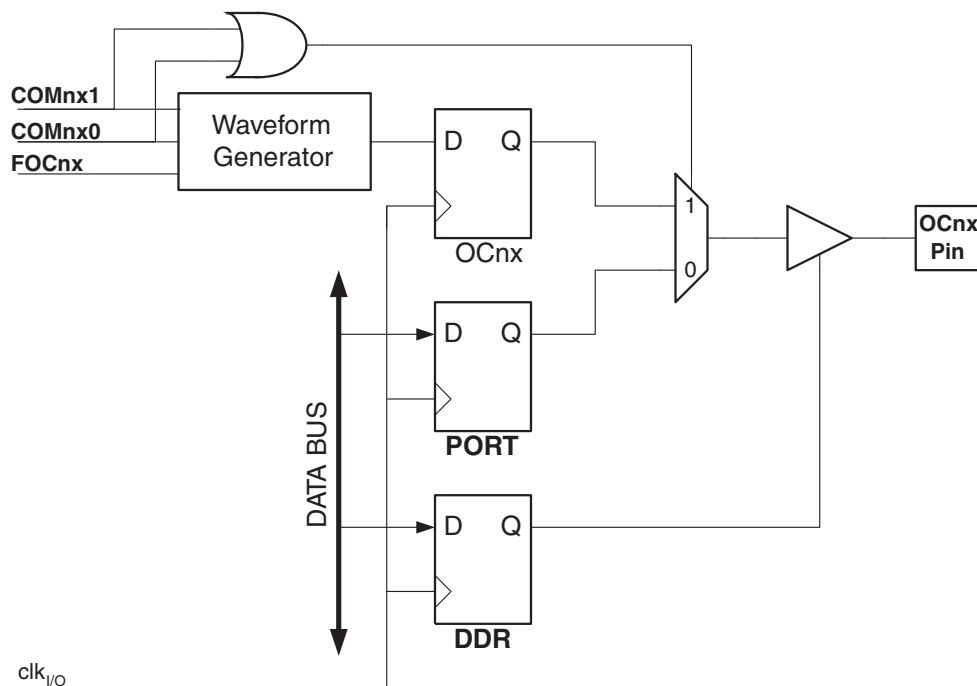 COMnx1
COMnx0
FOCnx
Waveform
Generator
D Q
OCnx
1
0
OCnx
Pin
D Q
PORT
D Q
DDR
DATA BUS
clkI/O